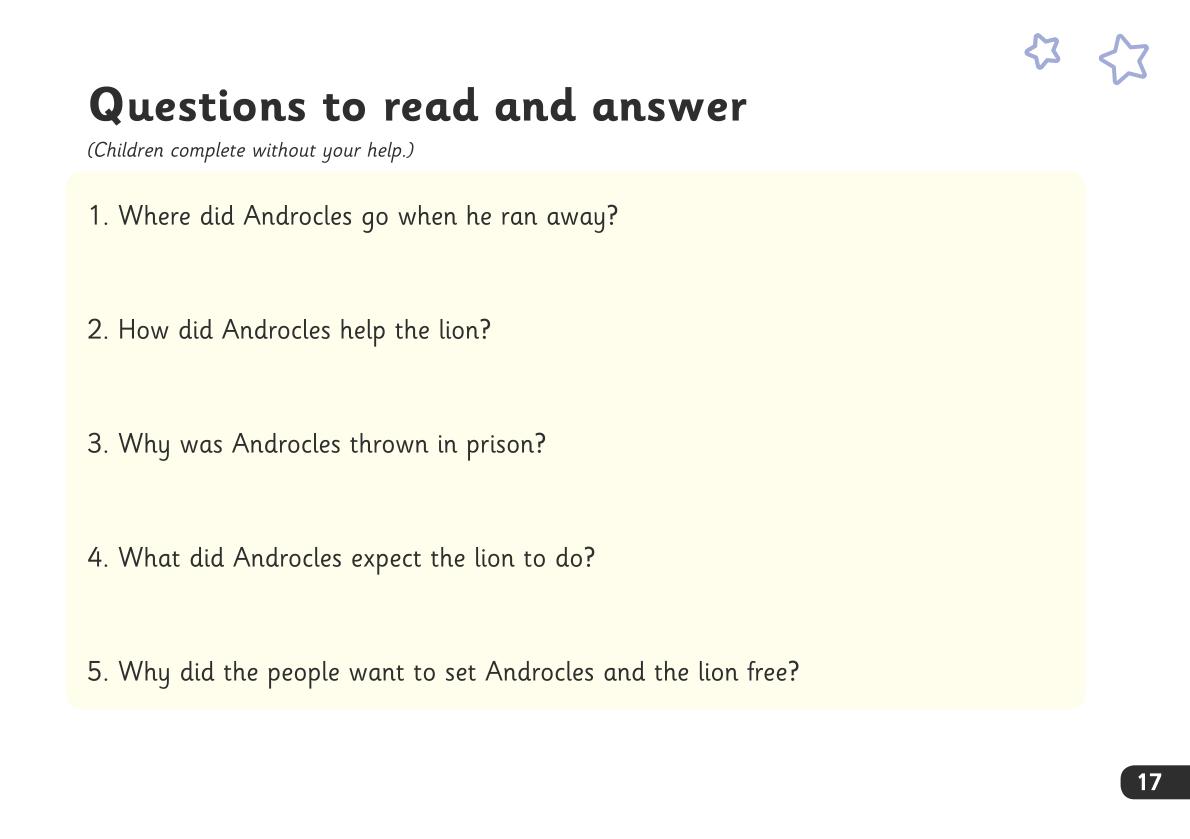 Questions to read and answer
(Children complete without your help.)
1. Where did Androcles go when he ran away?
2. How did Androcles help the lion?
3. Why was Androcles thrown in prison?
4. What did Androcles expect the lion to do?
5. Why did the people want to set Androcles and the lion free?
17